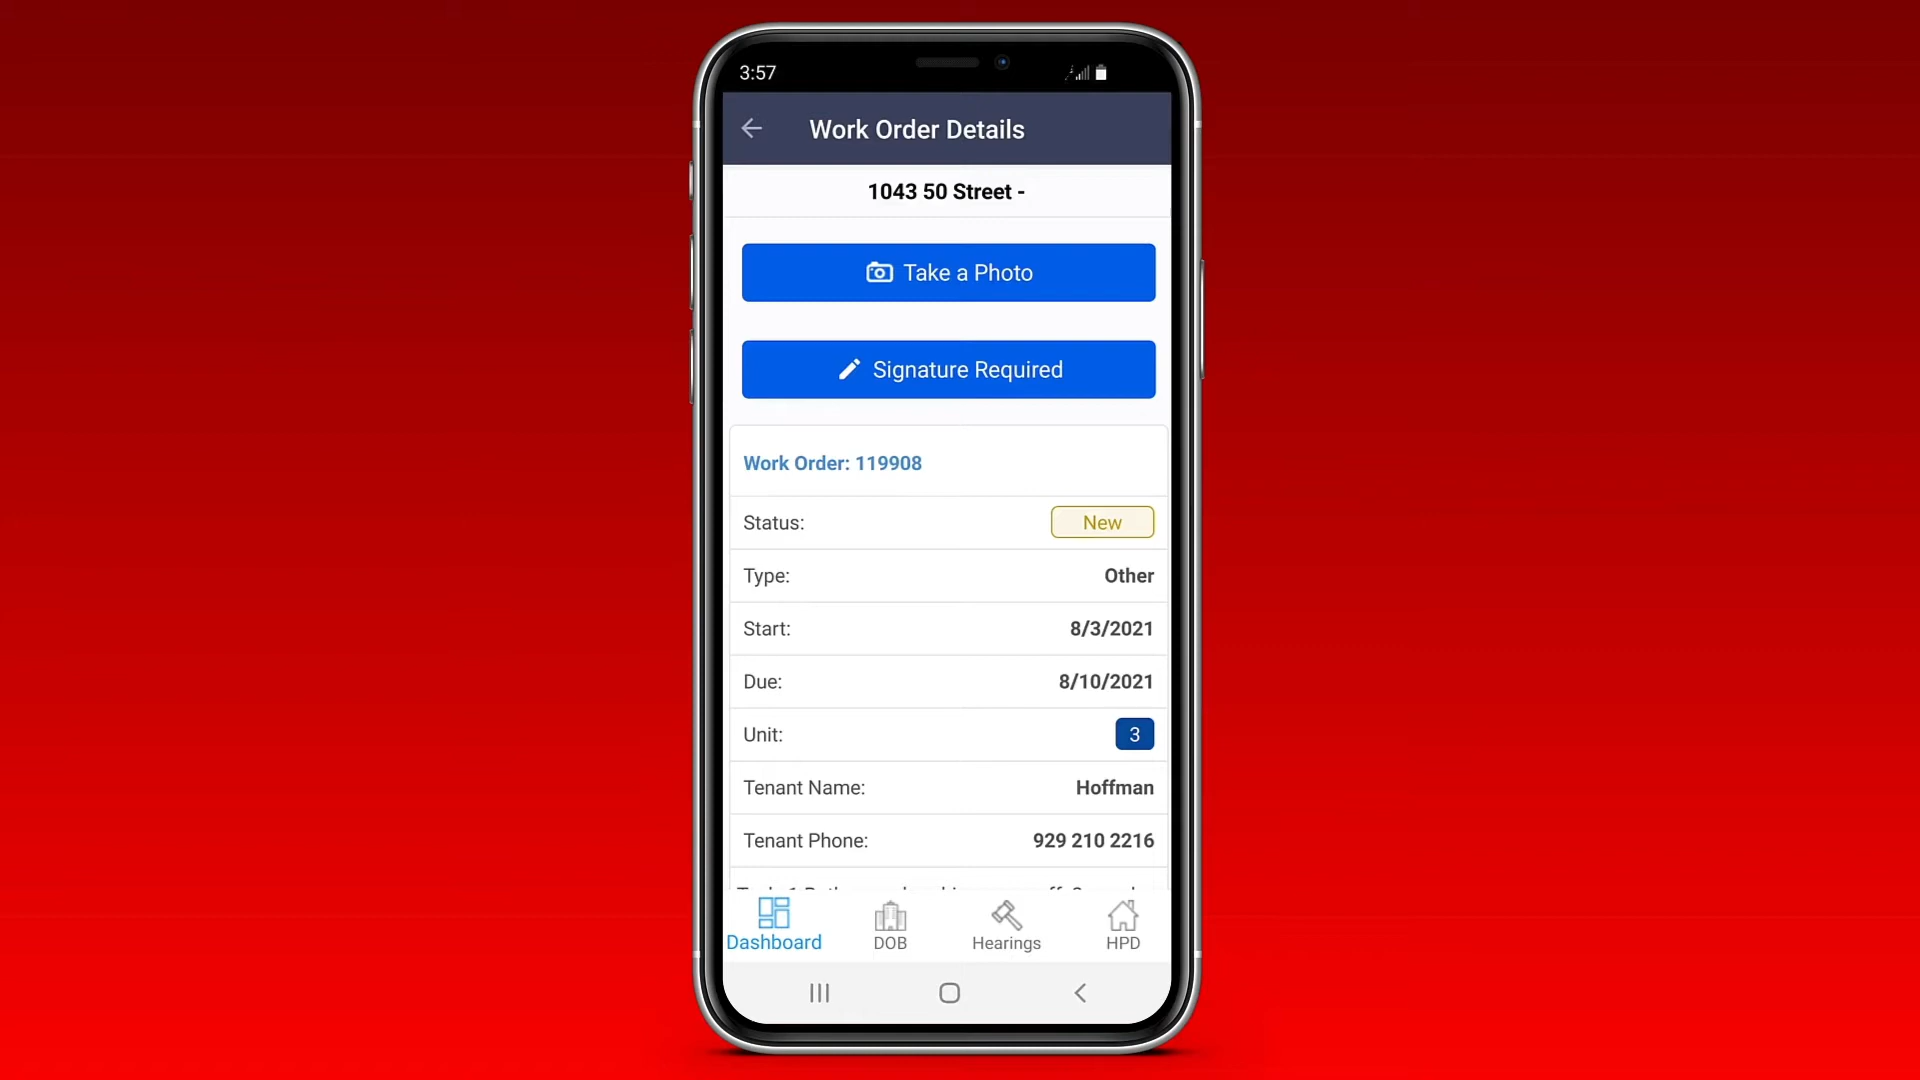 3:57
Work Order Details
1043 50 Street -
Take a Photo
Signature Required
Work Order: 119908
Status: New
Type: Other
Start: 8/3/2021
Due: 8/10/2021
Unit: 3
Tenant Name: Hoffman
Tenant Phone: 929 210 2216
Dashboard DOB Hearings HPD